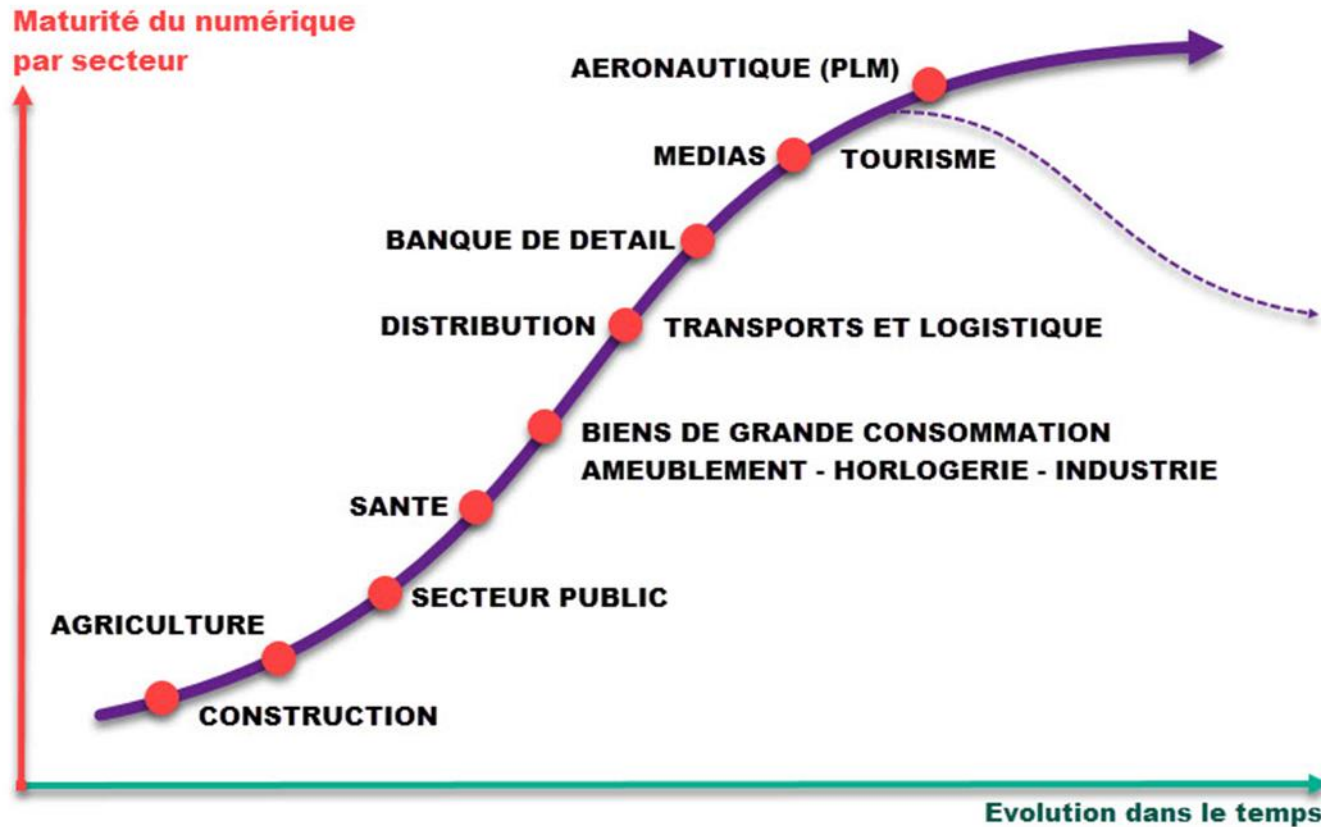 Maturité du numérique
par secteur
AERONAUTIQUE (PLM)
MEDIAS
TOURISME
BANQUE DE DETAIL
DISTRIBUTION
TRANSPORTS ET LOGISTIQUE
BIENS DE GRANDE CONSOMMATION
AMEUBLEMENT - HORLOGERIE - INDUSTRIE
SANTE
SECTEUR PUBLIC
AGRICULTURE
CONSTRUCTION
Evolution dans le temps